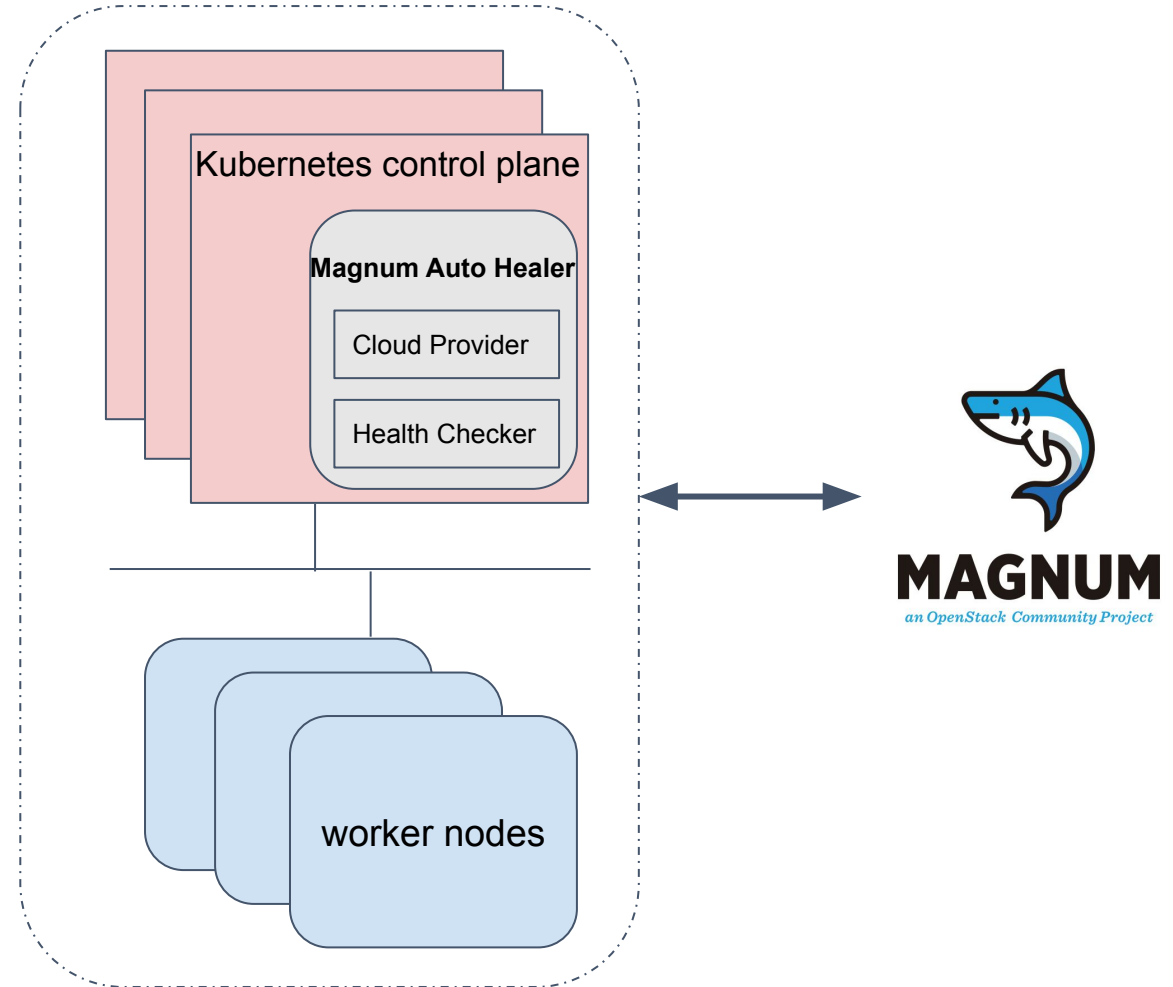 Kubernetes control plane
Magnum Auto Healer
Cloud Provider
Health Checker
MAGNUM
an OpenStack Community Project
worker nodes